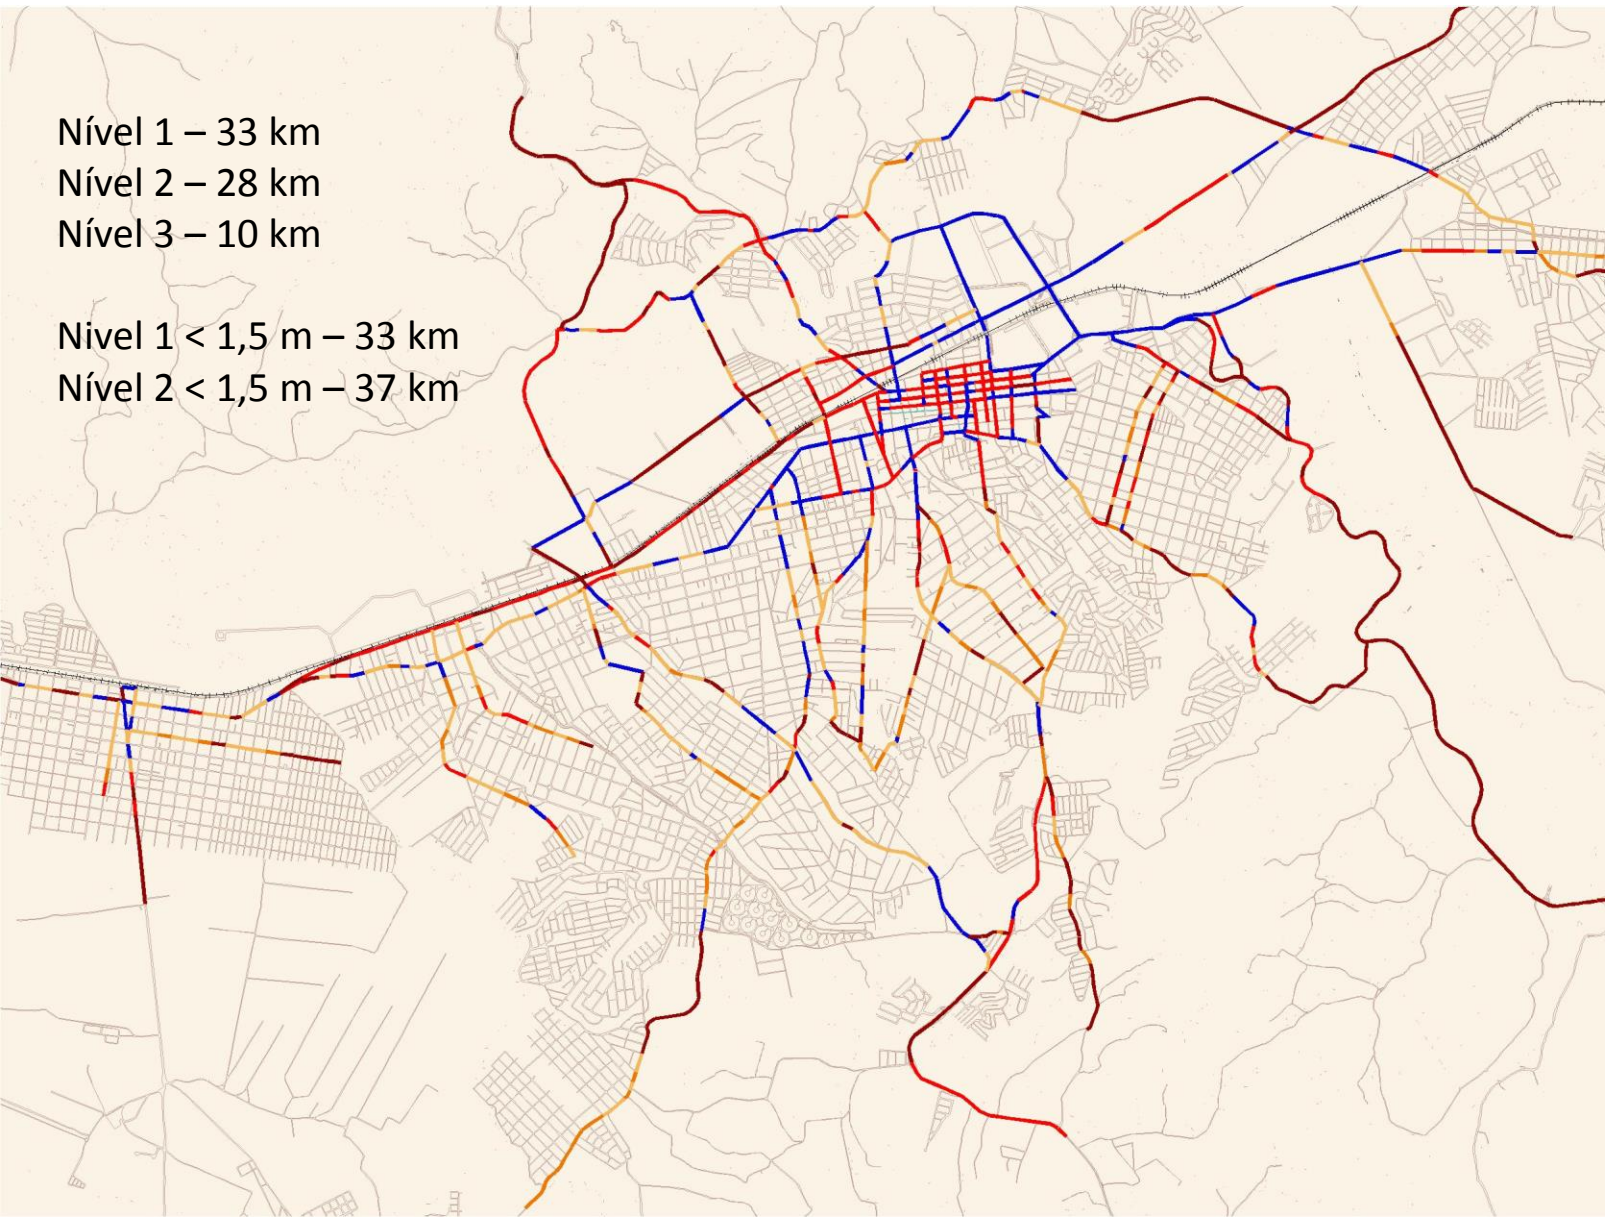 Nível 1 – 33 km
Nível 2 – 28 km
Nível 3 – 10 km
Nivel 1 < 1,5 m – 33 km
Nível 2 < 1,5 m – 37 km